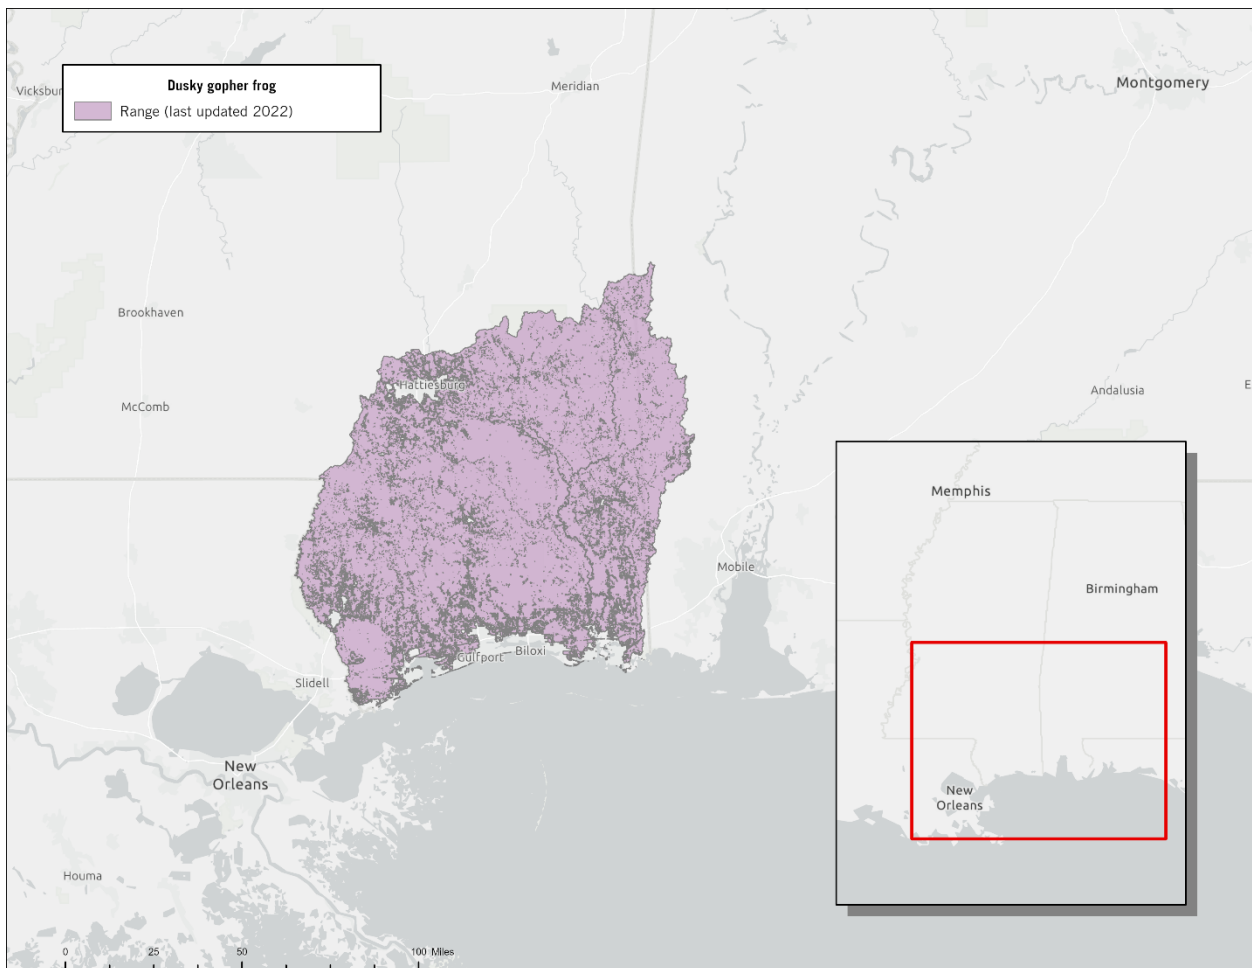 Dusky gopher frog
Range (last updated 2022)
Meridian
Montgomery
Brookhaven
Hattiesburg
McComb
Andalusia
Memphis
Mobile
Birmingham
Gulfport
Biloxi
Slidell
New
Orleans
New
Orleans
Houma
0 25 50 100 Miles